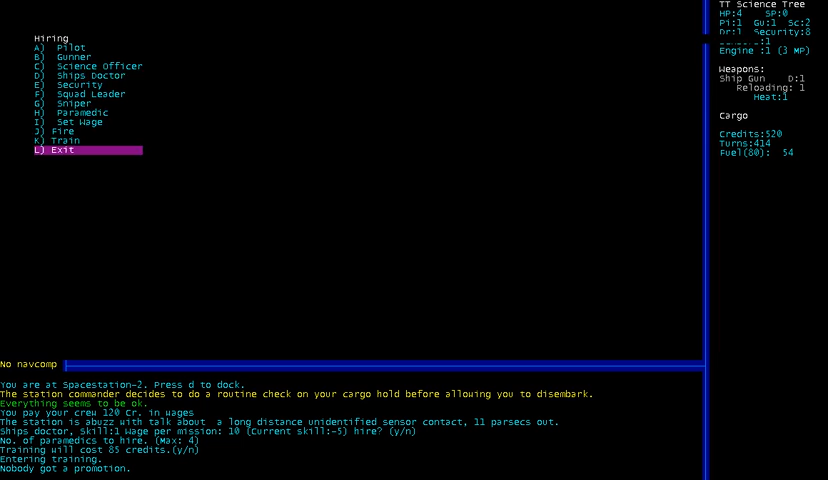 Hiring
A) Pilot
B) Gunner
C) Science Officer
D) Ships Doctor
E) Security
F) Squad Leader
G) Sniper
H) Paramedic
I) Set Wage
J) Fire
K) Train
L) Exit
TT Science Tree
HP:4 SP:0
Pi:1 Gu:1 Sc:2
Dr:1 Security:8
:1
Engine :1 (3 MP)
Weapons:
Ship Gun D:1
Reloading: 1
Heat:1
Cargo
Credits:520
Turns:414
Fuel(80): 54
No navcomp
You are at Spacestation-2. Press d to dock.
The station commander decides to do a routine check on your cargo hold before allowing you to disembark.
Everything seems to be ok.
You pay your crew 120 Cr. in wages
The station is abuzz with talk about a long distance unidentified sensor contact, 11 parsecs out.
Ships doctor, Skill:1 Wage per mission: 10 (Current skill:-5) hire? (y/n)
No. of paramedics to hire. (Max: 4)
Training will cost 85 credits.(y/n)
Entering training.
Nobody got a promotion.